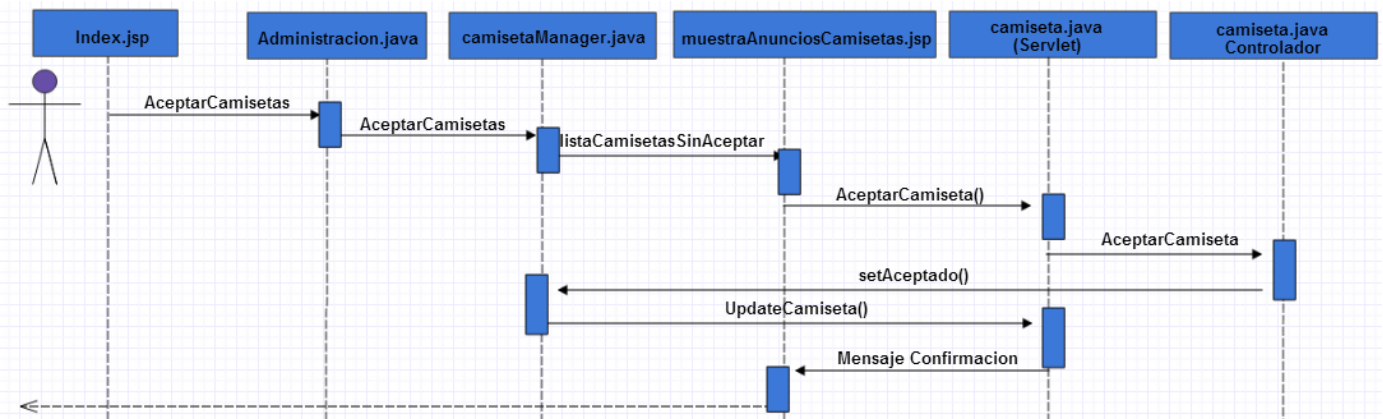 Index.jsp
Administracion.java
camisetaManager.java
muestraAnunciosCamisetas.jsp
camiseta.java
(Servlet)
camiseta.java
Controlador
AceptarCamisetas
AceptarCamisetas
listaCamisetasSinAceptar
AceptarCamiseta()
AceptarCamiseta
setAceptado()
UpdateCamiseta()
Mensaje Confirmacion